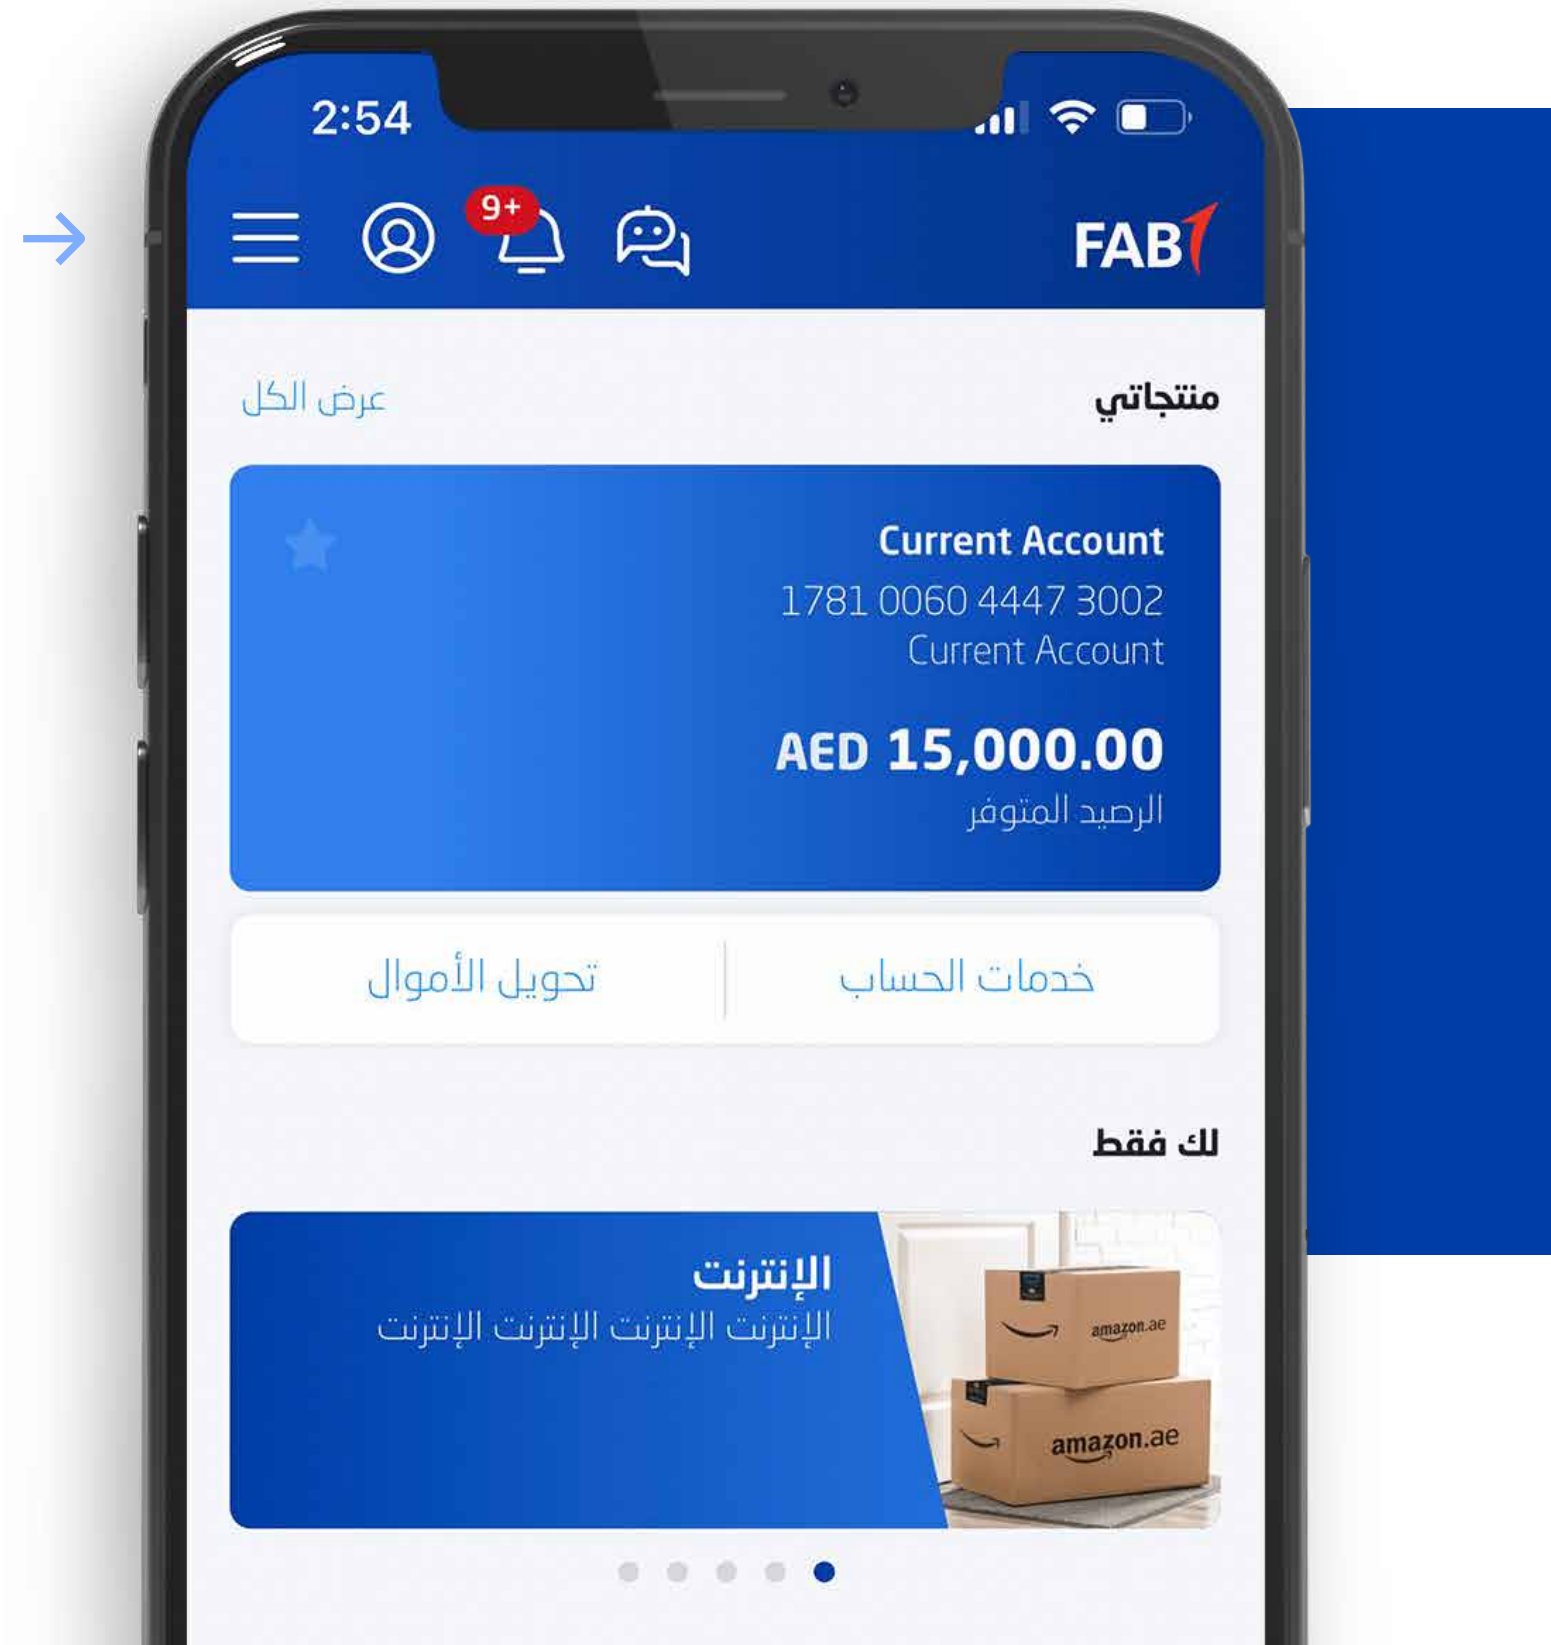 2:54
9+
FAB
منتجاتي
عرض الكل
Current Account
1781 0060 4447 3002
Current Account
AED 15,000.00
الرصيد المتوفر
خدمات الحساب
تحويل الأموال
لك فقط
الإنترنت
الإنترنت الإنترنت الإنترنت الإنترنت
amazon.ae
amazon.ae